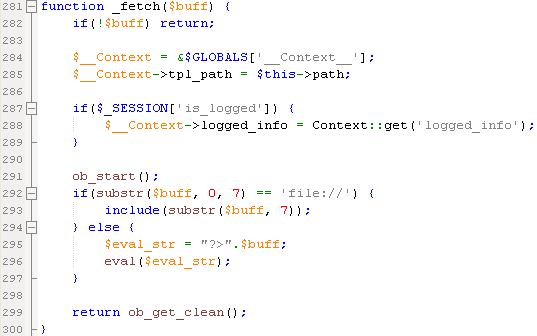 281 function _fetch($buff) {
282     if(!$buff) return;
283
284     $__Context = &$GLOBALS['__Context__'];
285     $__Context->tpl_path = $this->path;
286
287     if($_SESSION['is_logged']) {
288         $__Context->logged_info = Context::get('logged_info');
289     }
290
291     ob_start();
292     if(substr($buff, 0, 7) == 'file://') {
293         include(substr($buff, 7));
294     } else {
295         $eval_str = "?>".$buff;
296         eval($eval_str);
297     }
298
299     return ob_get_clean();
300 }